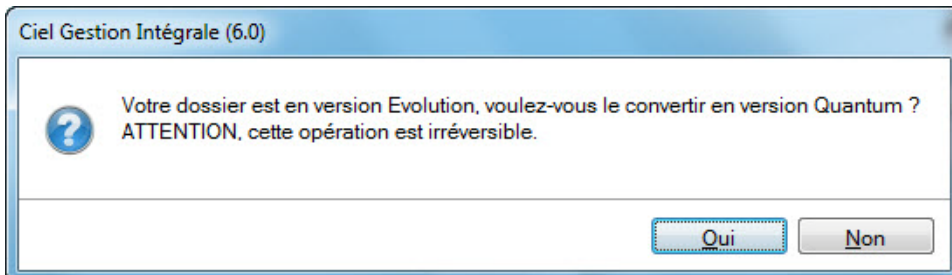 Ciel Gestion Intégrale (6.0)
Votre dossier est en version Evolution, voulez-vous le convertir en version Quantum ?
ATTENTION, cette opération est irréversible.
Oui
Non